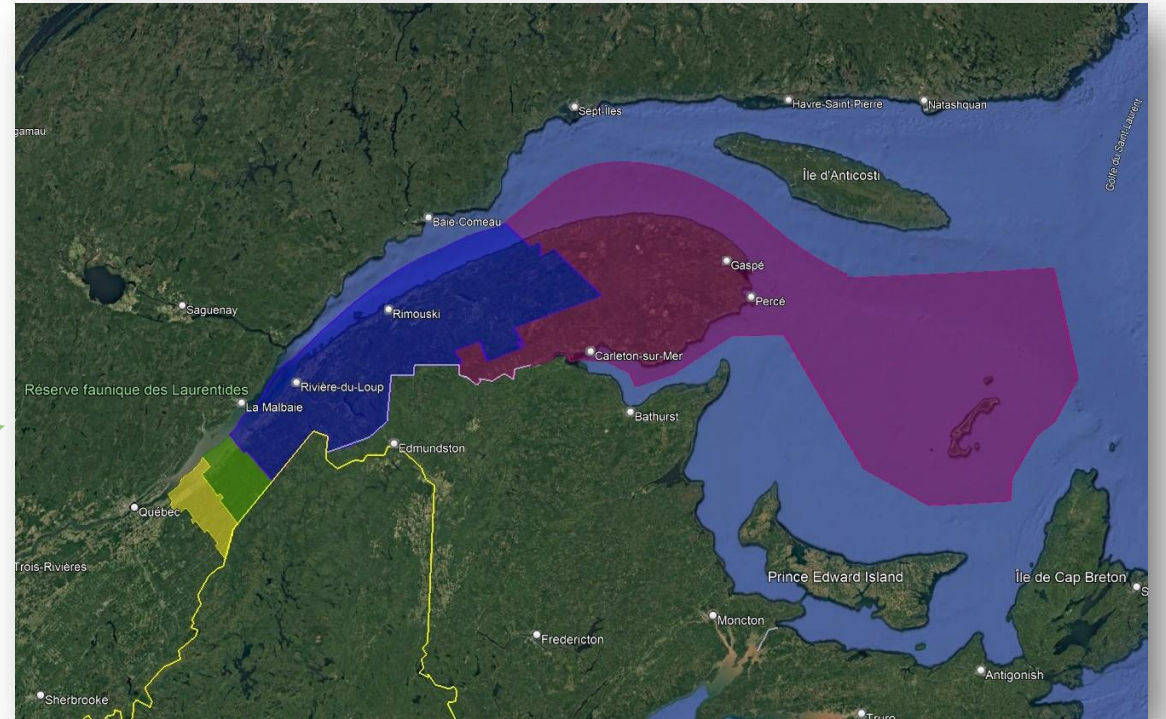 Sept-Îles
Havre-Saint-Pierre
Natashquan
gamau
Golfe du Saint-Laurent
Île d'Anticosti
Baie-Comeau
Gaspé
Saguenay
Percé
Rimouski
Carleton-sur-Mer
Réserve faunique des Laurentides
Rivière-du-Loup
La Malbaie
Bathurst
Edmundston
Québec
Trois-Rivières
Prince Edward Island
Île de Cap Breton
S
Moncton
Fredericton
Antigonish
Sherbrooke
Truro